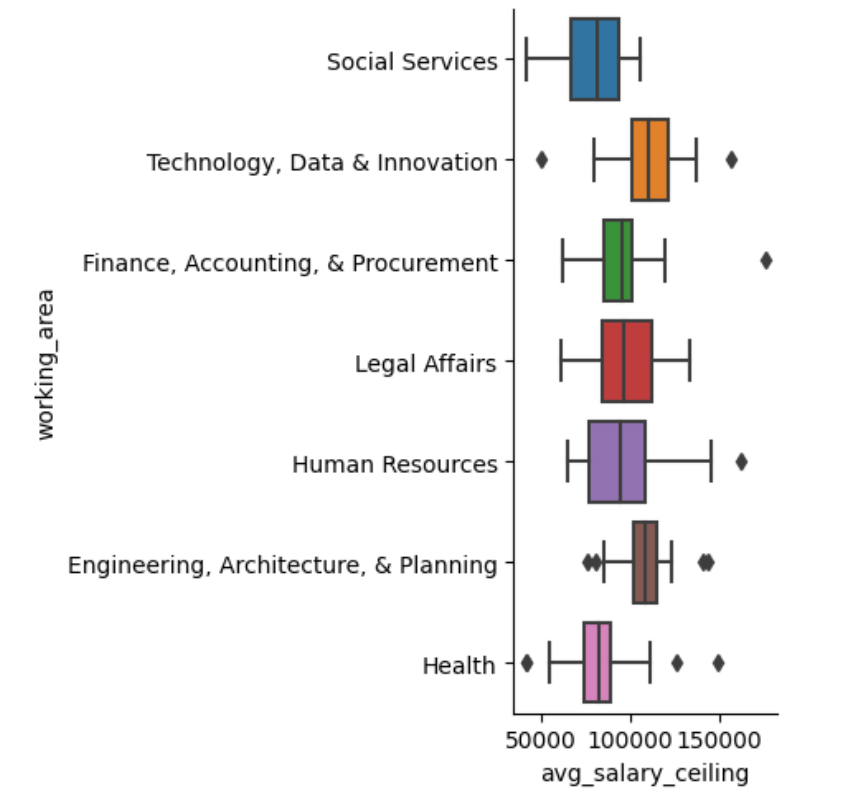 Social Services
Technology, Data & Innovation
Finance, Accounting, & Procurement
Legal Affairs
Human Resources
Engineering, Architecture, & Planning
Health
working_area
50000 100000 150000
avg_salary_ceiling